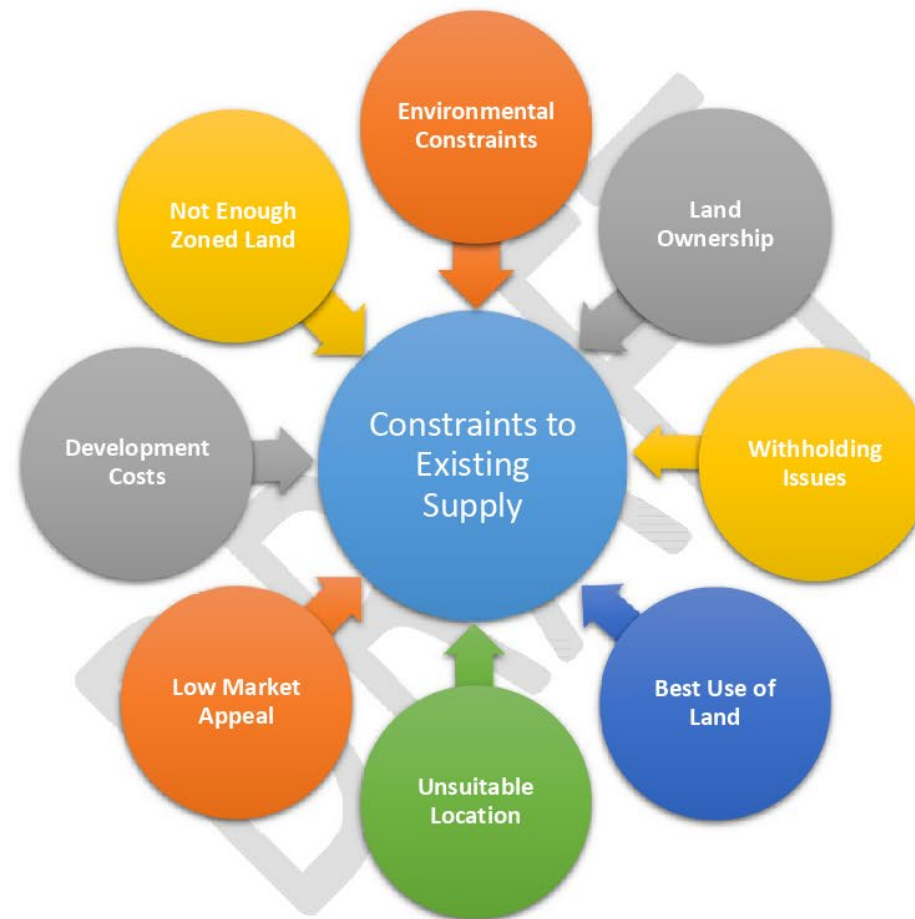 Environmental
Constraints
Land
Ownership
Withholding
Issues
Best Use of
Land
Unsuitable
Location
Low Market
Appeal
Development
Costs
Not Enough
Zoned Land
Constraints to
Existing
Supply
DRAFT